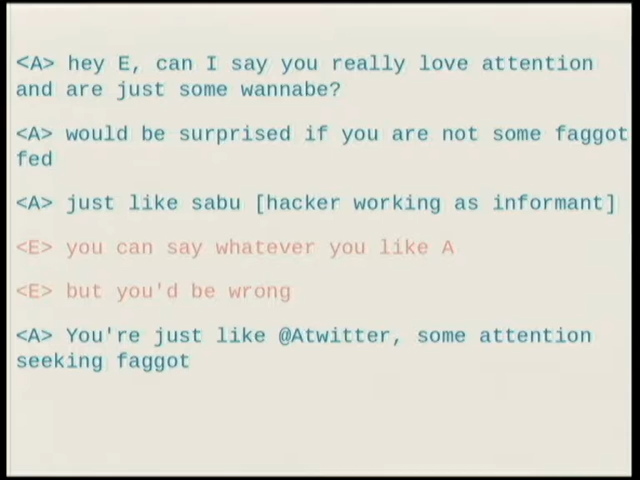 <A> hey E, can I say you really love attention
and are just some wannabe?
<A> would be surprised if you are not some faggot
fed
<A> just like sabu [hacker working as informant]
<E> you can say whatever you like A
<E> but you'd be wrong
<A> You're just like @Atwitter, some attention
seeking faggot